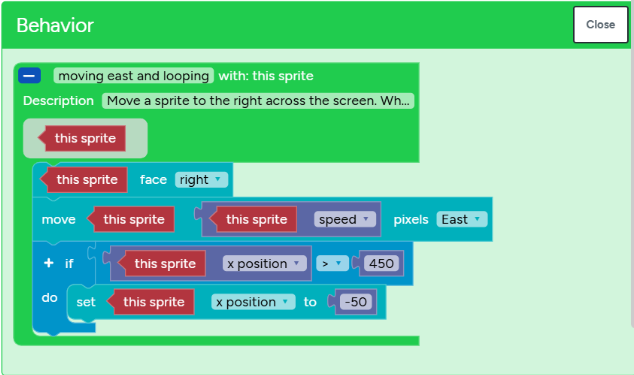 Behavior
Close
moving east and looping with: this sprite
Description Move a sprite to the right across the screen. Wh...
this sprite
this sprite face right
move this sprite this sprite speed pixels East
+ if this sprite x position > 450
do set this sprite x position to -50